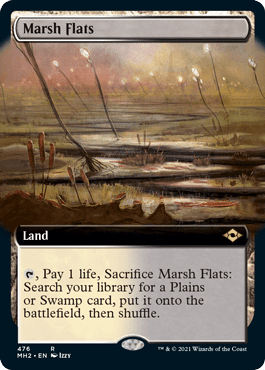 Marsh Flats
Land
, Pay 1 life, Sacrifice Marsh Flats:
Search your library for a Plains
or Swamp card, put it onto the
battlefield, then shuffle.
476 R
MH2 • EN Izzy ™ & © 2021 Wizards of the Coast